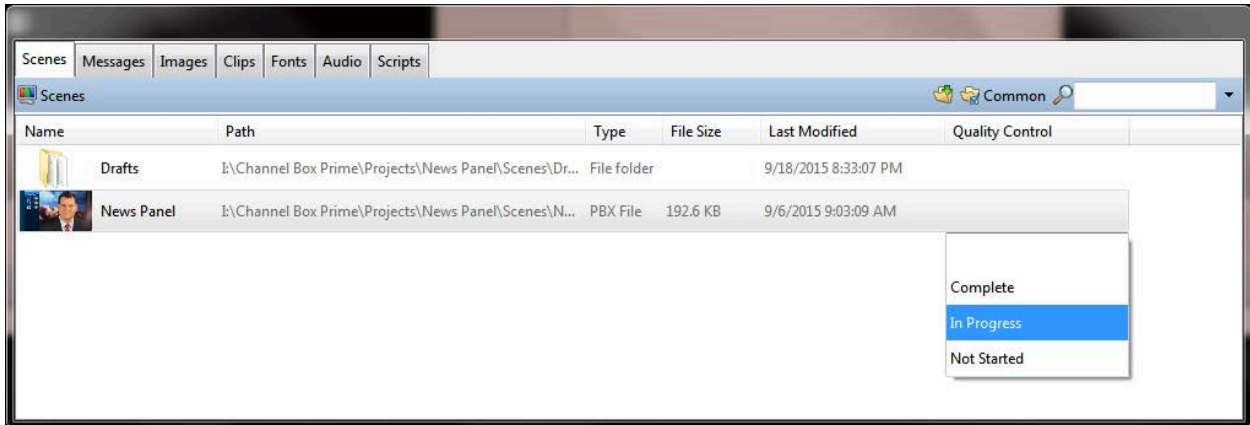 Scenes Messages Images Clips Fonts Audio Scripts
Scenes Common
Name Path Type File Size Last Modified Quality Control
Drafts I:\Channel Box Prime\Projects\News Panel\Scenes\Dr... File folder 9/18/2015 8:33:07 PM
News Panel I:\Channel Box Prime\Projects\News Panel\Scenes\N... PBX File 192.6 KB 9/6/2015 9:03:09 AM
Complete
In Progress
Not Started